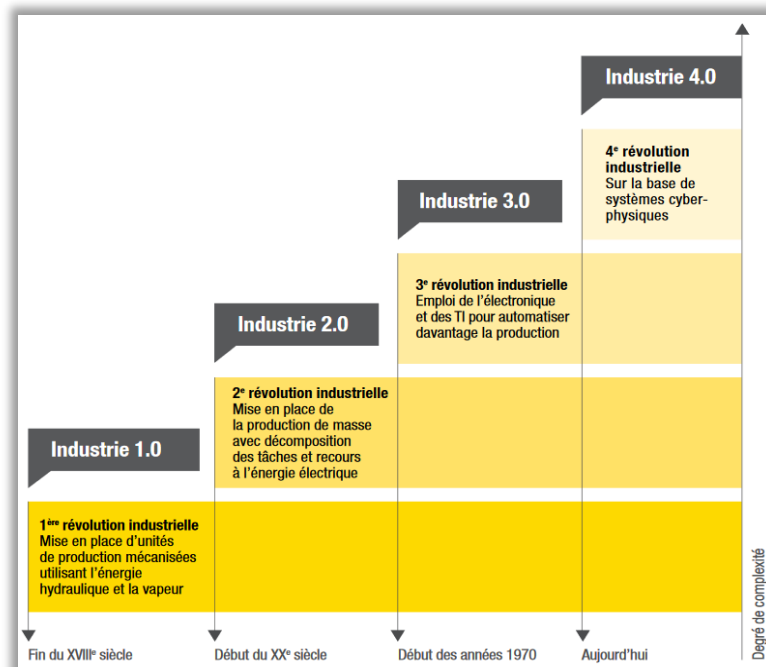 Industrie 4.0
4e révolution
industrielle
Sur la base de
systèmes cyber-
physiques
Industrie 3.0
3e révolution industrielle
Emploi de l'électronique
et des TI pour automatiser
davantage la production
Industrie 2.0
2e révolution industrielle
Mise en place de
la production de masse
avec décomposition
des tâches et recours
à l'énergie électrique
Industrie 1.0
1ère révolution industrielle
Mise en place d'unités
de production mécanisées
utilisant l'énergie
hydraulique et la vapeur
Fin du XVIIIe siècle
Début du XXe siècle
Début des années 1970
Aujourd'hui
Degré de complexité